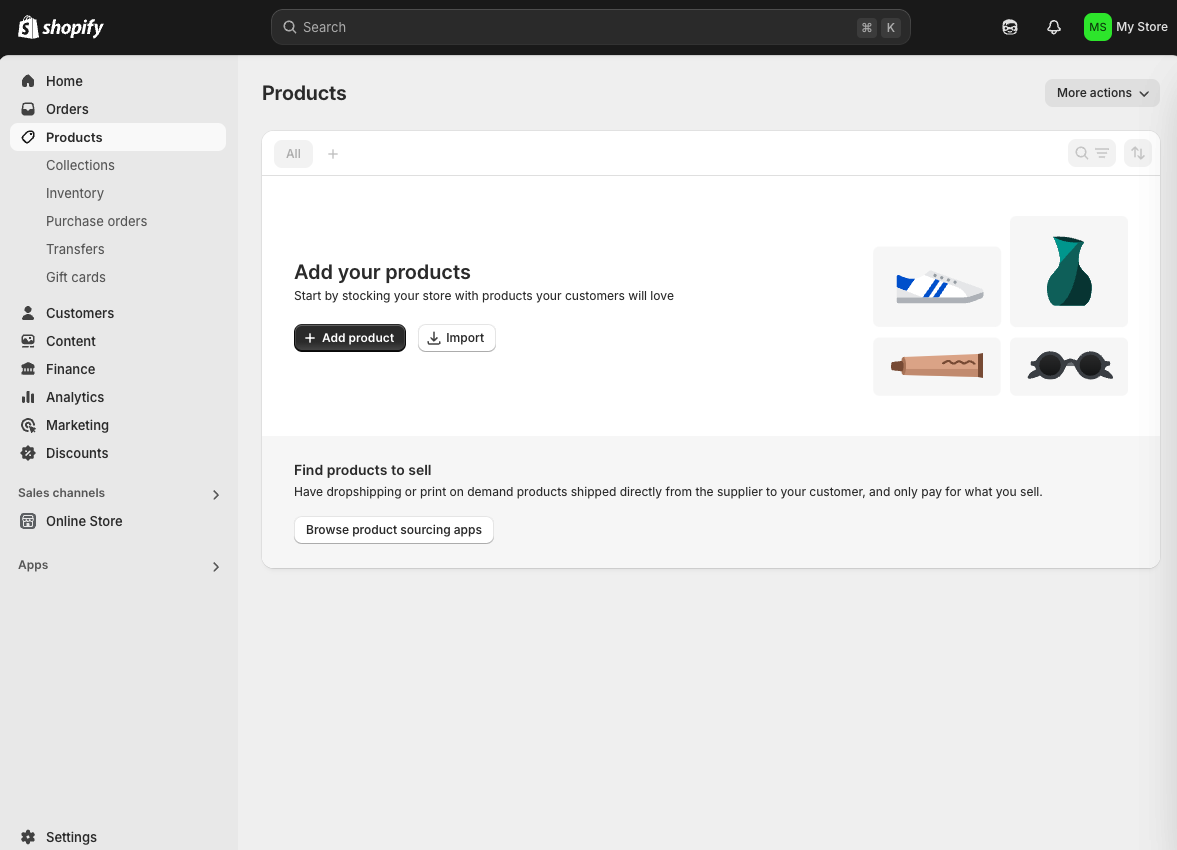 shopify
Search
⌘ K
MS My Store
Home
Orders
Products
Collections
Inventory
Purchase orders
Transfers
Gift cards
Customers
Content
Finance
Analytics
Marketing
Discounts
Sales channels
Online Store
Apps
Settings
Products
More actions
All
Add your products
Start by stocking your store with products your customers will love
Add product
Import
Find products to sell
Have dropshipping or print on demand products shipped directly from the supplier to your customer, and only pay for what you sell.
Browse product sourcing apps